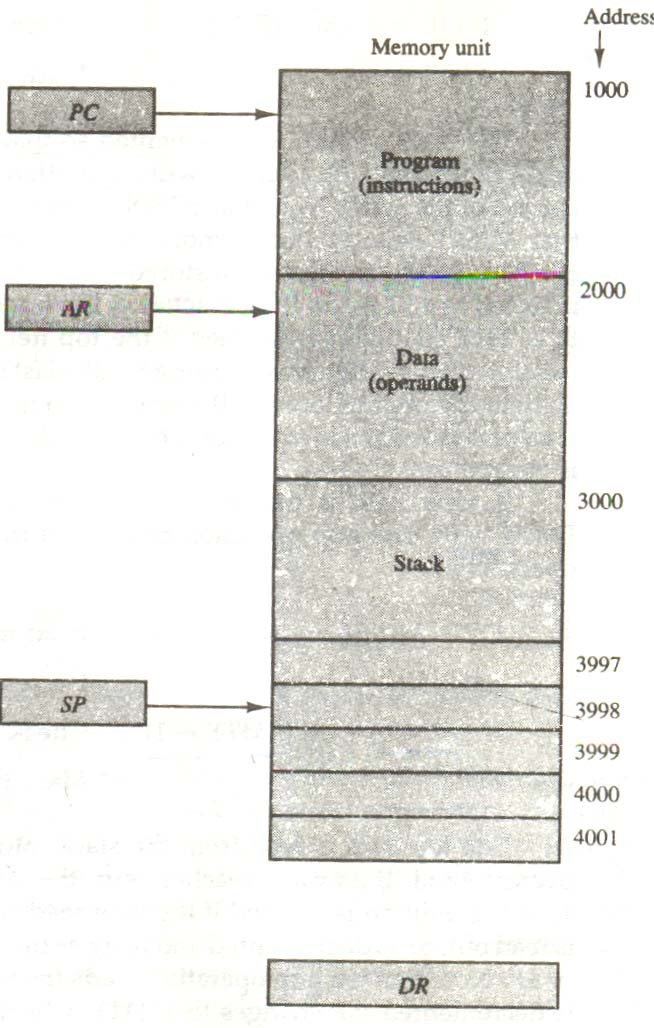 Address
Memory unit
1000
PC
Program
(instructions)
2000
AR
Data
(operands)
3000
Stack
3997
SP
3998
3999
4000
4001
DR